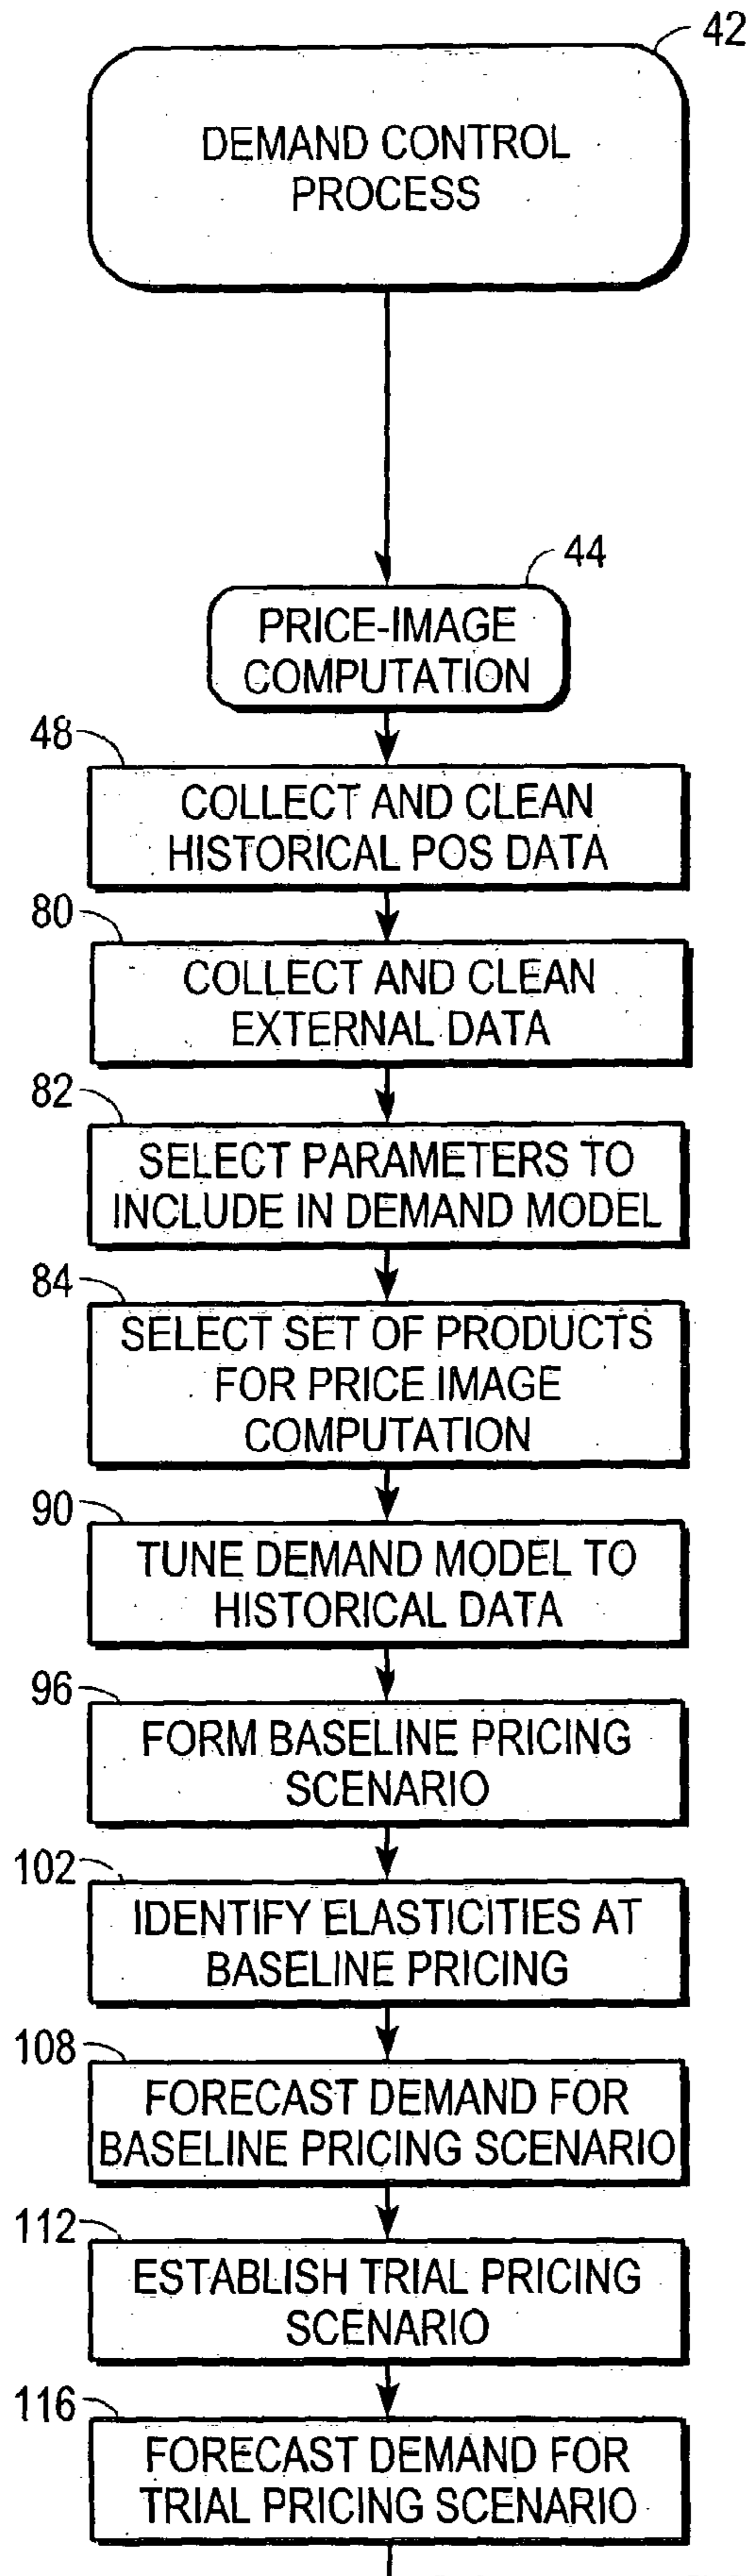 42
DEMAND CONTROL
PROCESS
44
PRICE-IMAGE
COMPUTATION
48
COLLECT AND CLEAN
HISTORICAL POS DATA
80
COLLECT AND CLEAN
EXTERNAL DATA
82
SELECT PARAMETERS TO
INCLUDE IN DEMAND MODEL
84
SELECT SET OF PRODUCTS
FOR PRICE IMAGE
COMPUTATION
90
TUNE DEMAND MODEL TO
HISTORICAL DATA
96
FORM BASELINE PRICING
SCENARIO
102
IDENTIFY ELASTICITIES AT
BASELINE PRICING
108
FORECAST DEMAND FOR
BASELINE PRICING SCENARIO
112
ESTABLISH TRIAL PRICING
SCENARIO
116
FORECAST DEMAND FOR
TRIAL PRICING SCENARIO